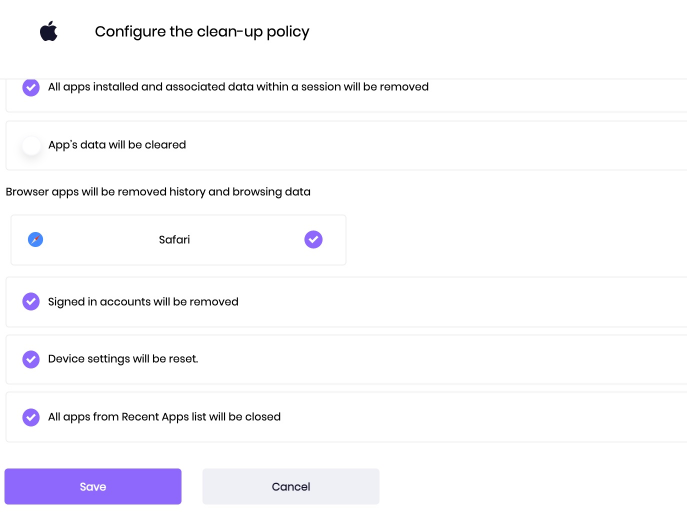 Configure the clean-up policy
All apps installed and associated data within a session will be removed
App's data will be cleared
Browser apps will be removed history and browsing data
Safari
Signed in accounts will be removed
Device settings will be reset.
All apps from Recent Apps list will be closed
Save
Cancel